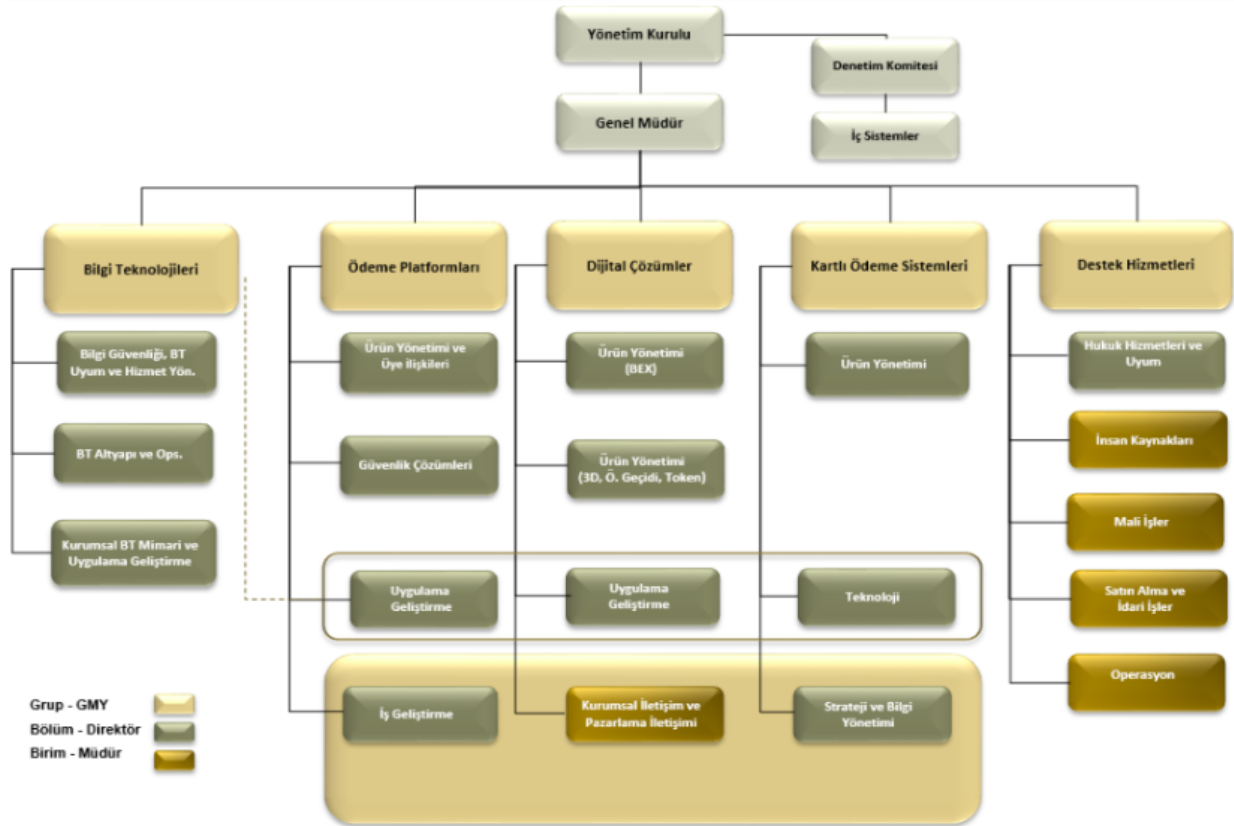 Yönetim Kurulu
Denetim Komitesi
Genel Müdür
İç Sistemler
Bilgi Teknolojileri
Ödeme Platformları
Dijital Çözümler
Kartlı Ödeme Sistemleri
Destek Hizmetleri
Bilgi Güvenliği, BT
Uyum ve Hizmet Yön.
Ürün Yönetimi ve
Üye İlişkileri
Ürün Yönetimi
(BEX)
Ürün Yönetimi
Hukuk Hizmetleri ve
Uyum
BT Altyapı ve Ops.
Güvenlik Çözümleri
Ürün Yönetimi
(3D, Ö. Geçidi, Token)
İnsan Kaynakları
Kurumsal BT Mimari ve
Uygulama Geliştirme
Mali İşler
Uygulama
Geliştirme
Uygulama
Geliştirme
Teknoloji
Satın Alma ve
İdari İşler
İş Geliştirme
Kurumsal İletişim ve
Pazarlama İletişimi
Strateji ve Bilgi
Yönetimi
Operasyon
Grup - GMY
Bölüm - Direktör
Birim - Müdür